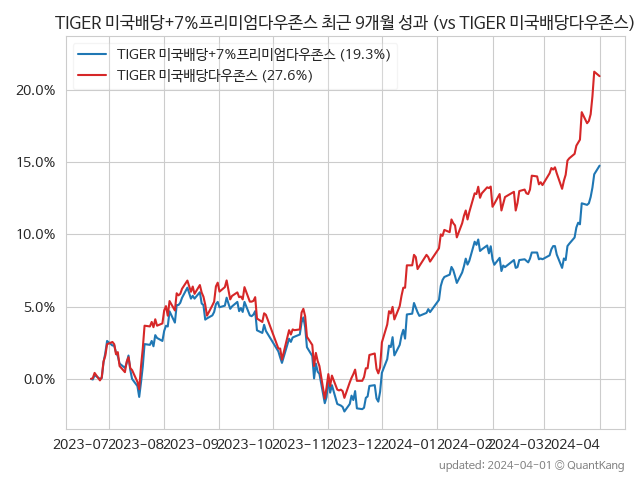 TIGER 미국배당+7%프리미엄다우존스 최근 9개월 성과 (vs TIGER 미국배당다우존스)
TIGER 미국배당+7%프리미엄다우존스 (19.3%)
TIGER 미국배당다우존스 (27.6%)
20.0%
15.0%
10.0%
5.0%
0.0%
2023-07 2023-08 2023-09 2023-10 2023-11 2023-12 2024-01 2024-02 2024-03 2024-04
updated: 2024-04-01 © QuantKang